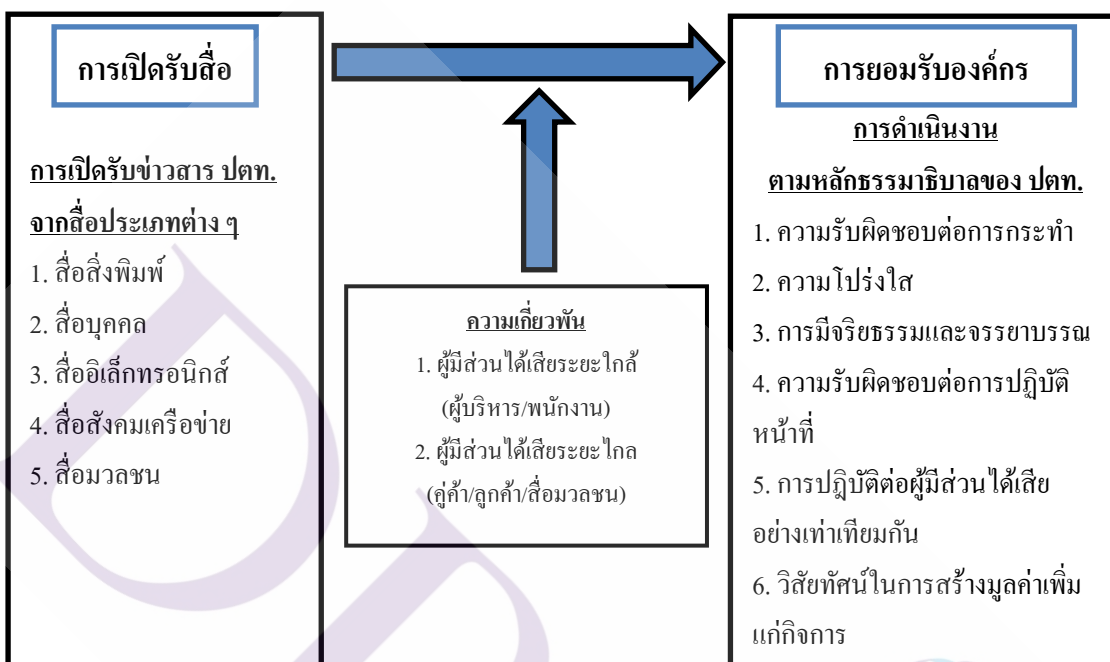 การเปิดรับสื่อ
การเปิดรับข่าวสาร ปตท.
จากสื่อประเภทต่าง ๆ
1. สื่อสิ่งพิมพ์
2. สื่อบุคคล
3. สื่ออิเล็กทรอนิกส์
4. สื่อสังคมเครือข่าย
5. สื่อมวลชน
ความเกี่ยวพัน
1. ผู้มีส่วนได้เสียระยะใกล้
(ผู้บริหาร/พนักงาน)
2. ผู้มีส่วนได้เสียระยะไกล
(คู่ค้า/ลูกค้า/สื่อมวลชน)
การยอมรับองค์กร
การดำเนินงาน
ตามหลักธรรมาธิบาลของ ปตท.
1. ความรับผิดชอบต่อการกระทำ
2. ความโปร่งใส
3. การมีจริยธรรมและจรรยาบรรณ
4. ความรับผิดชอบต่อการปฏิบัติ
หน้าที่
5. การปฎิบัติต่อผู้มีส่วนได้เสีย
อย่างเท่าเทียมกัน
6. วิสัยทัศน์ในการสร้างมูลค่าเพิ่ม
แก่กิจการ